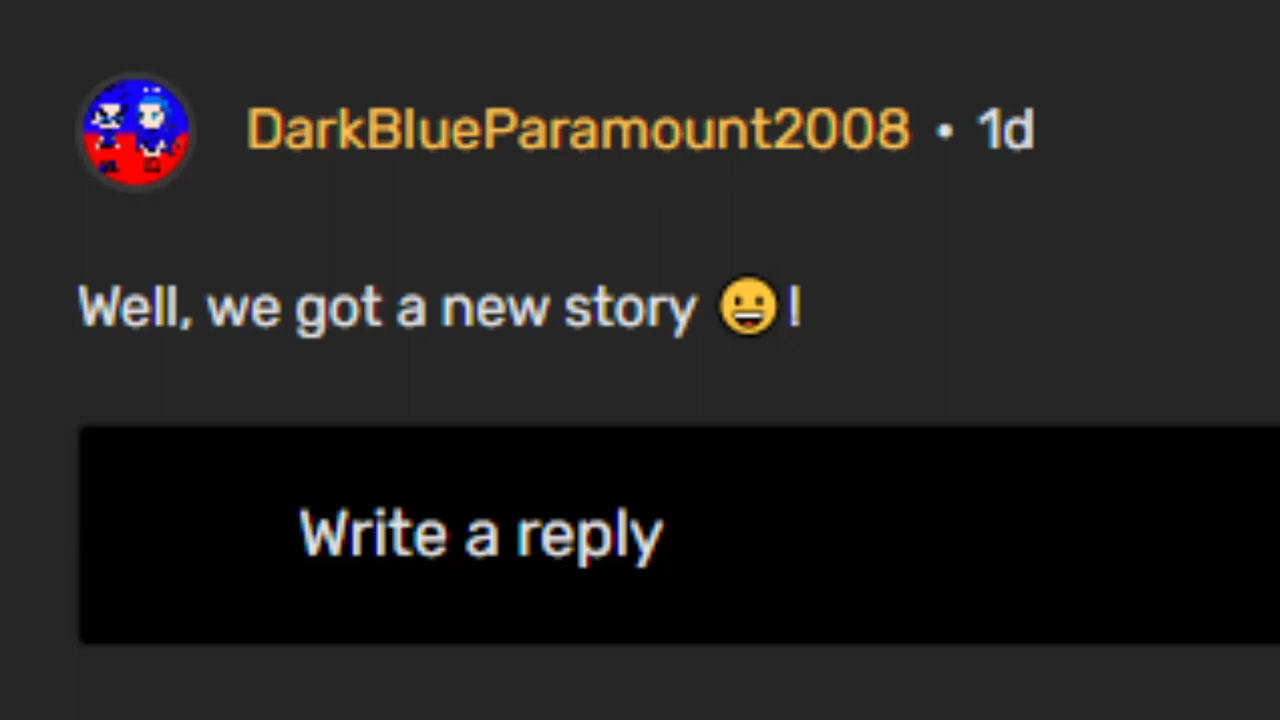 DarkBlueParamount2008 • 1d
Well, we got a new story 😀!
Write a reply